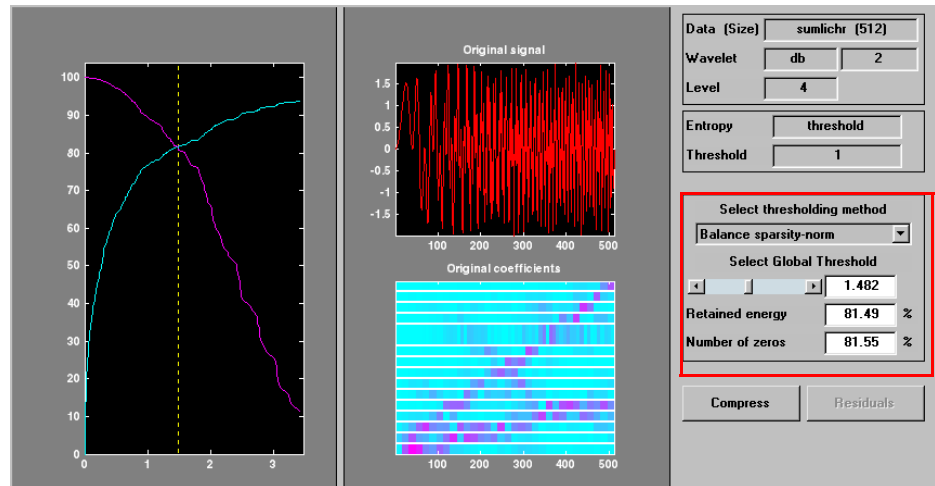 100
90
80
70
60
50
40
30
20
10
0
0 1 2 3
Original signal
1.5
1
0.5
0
-0.5
-1
-1.5
100 200 300 400 500
Original coefficients
100 200 300 400 500
Data (Size) sumlichr (512)
Wavelet db 2
Level 4
Entropy threshold
Threshold 1
Select thresholding method
Balance sparsity-norm
Select Global Threshold
1.482
Retained energy 81.49 %
Number of zeros 81.55 %
Compress Residuals